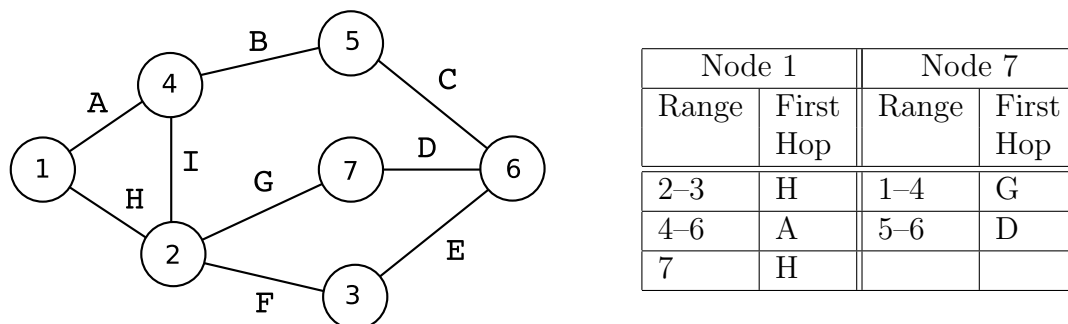 B
5
C
4
A
I
D
7
6
1
G
H
2
E
3
F
Node 1 Node 7
Range First Hop Range First Hop
2–3 H 1–4 G
4–6 A 5–6 D
7 H